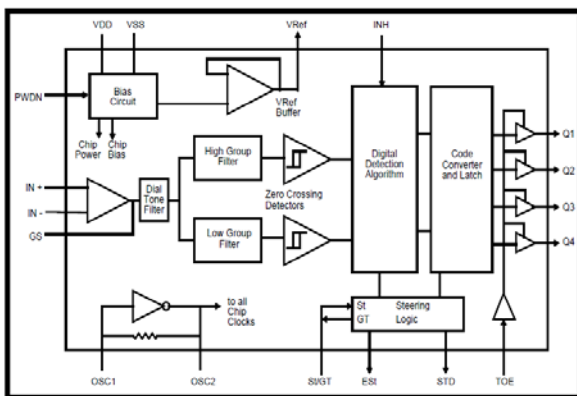 VDD VSS VRef INH
PWDN
Bias
Circuit
VRef
Buffer
Chip
Power
Chip
Bias
High Group
Filter
Digital
Detection
Algorithm
Code
Converter
and Latch
Q1
Q2
Q3
Q4
IN +
IN -
GS
Dial
Tone
Filter
Zero Crossing
Detectors
Low Group
Filter
to all
Chip
Clocks
St Steering
GT Logic
OSC1 OSC2 St/GT ESt STD TOE